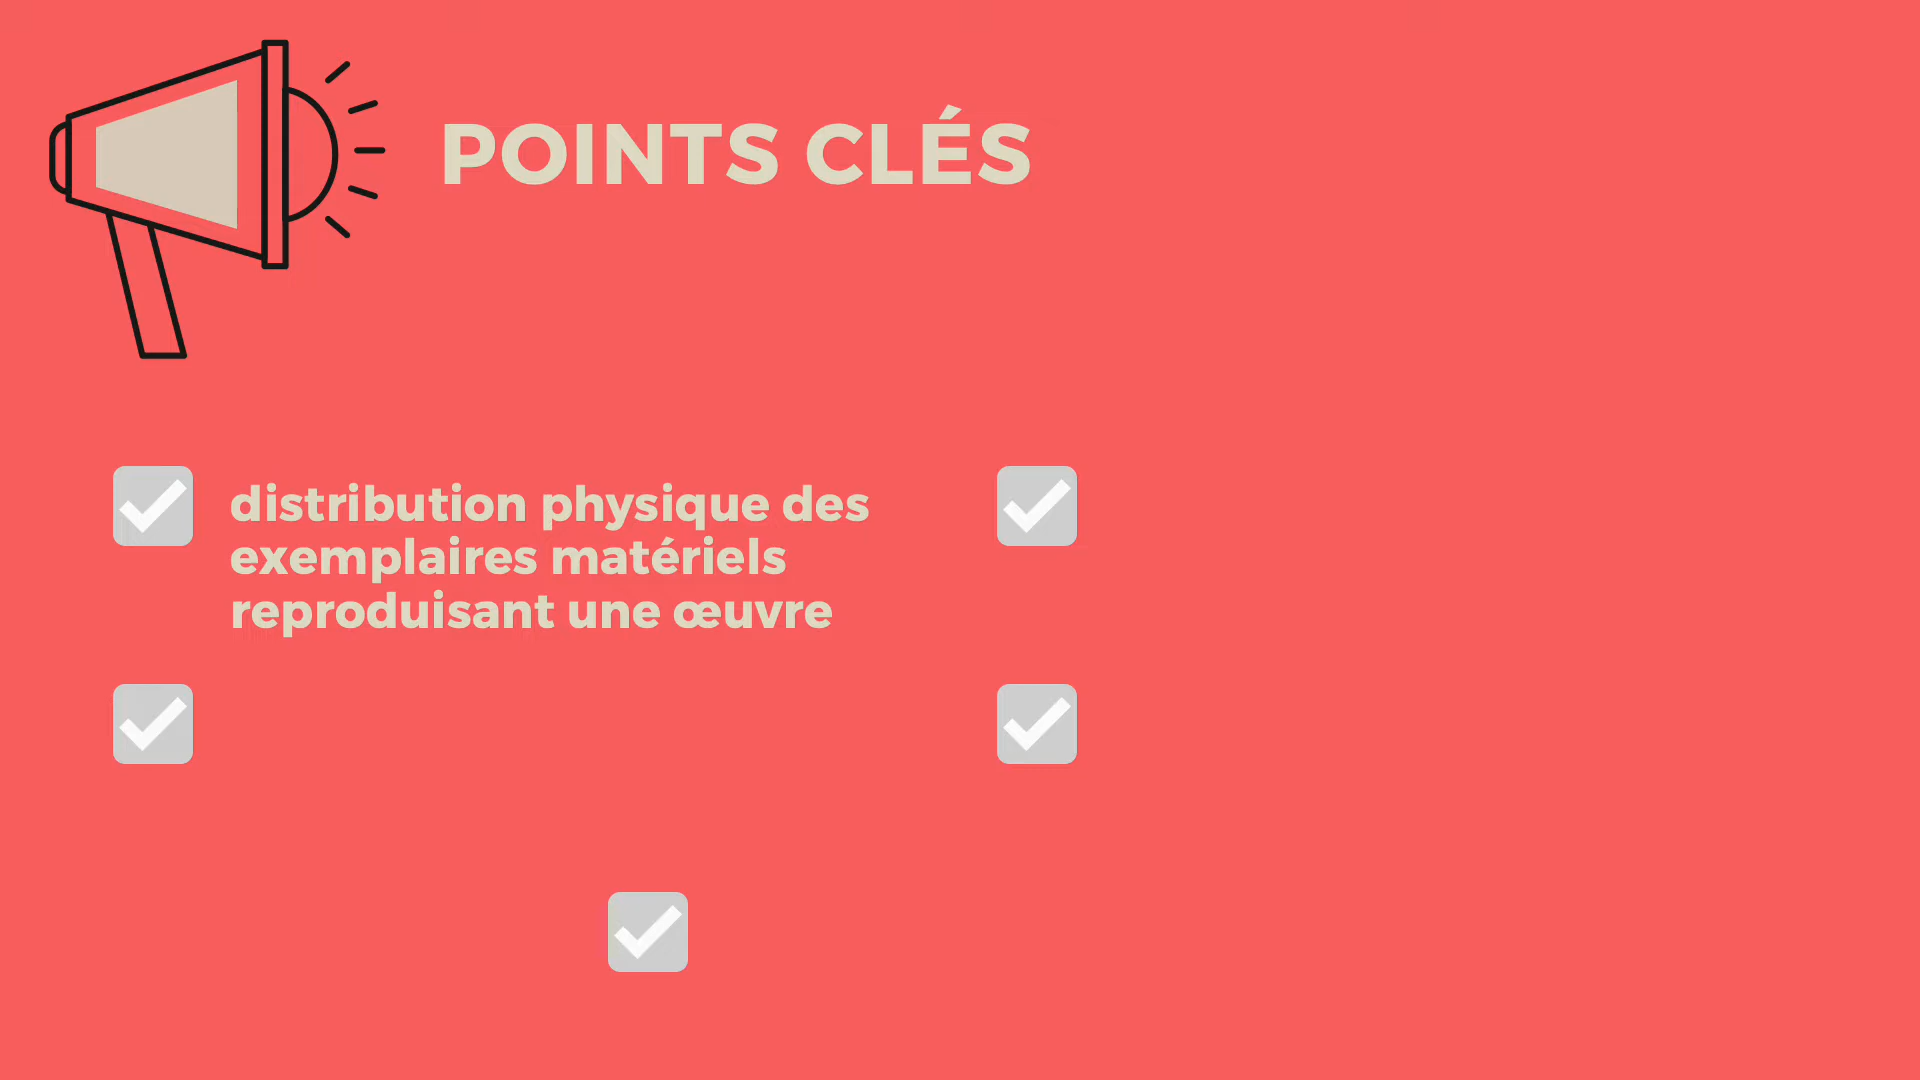 POINTS CLÉS
distribution physique des
exemplaires matériels
reproduisant une œuvre